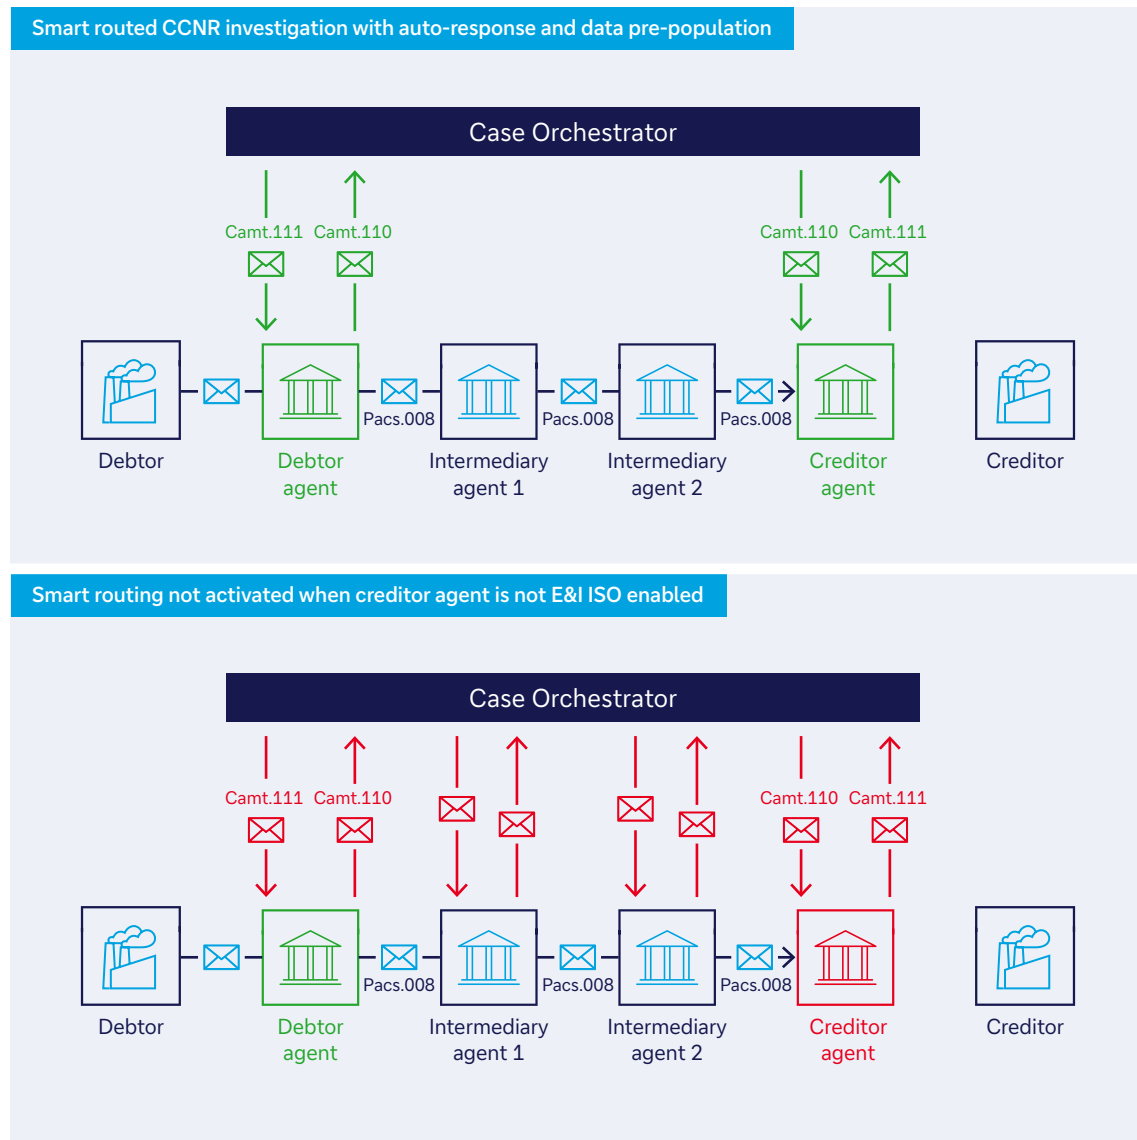 Smart routed CCNR investigation with auto-response and data pre-population
Case Orchestrator
Camt.111 Camt.110 Camt.110 Camt.111
Pacs.008 Pacs.008 Pacs.008
Debtor Debtor Intermediary Intermediary Creditor Creditor
agent agent 1 agent 2 agent
Smart routing not activated when creditor agent is not E&I ISO enabled
Case Orchestrator
Camt.111 Camt.110 Camt.110 Camt.111
Pacs.008 Pacs.008 Pacs.008
Debtor Debtor Intermediary Intermediary Creditor Creditor
agent agent 1 agent 2 agent